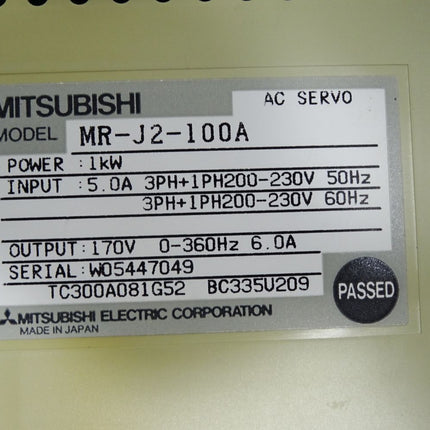 MITSUBISHI
AC SERVO
MODEL MR-J2-100A
POWER :1kW
INPUT :5.0A 3PH+1PH200-230V 50Hz
3PH+1PH200-230V 60Hz
OUTPUT:170V 0-360Hz 6.0A
SERIAL:W05447049
TC300A081G52 BC335U209
PASSED
MITSUBISHI ELECTRIC CORPORATION
MADE IN JAPAN